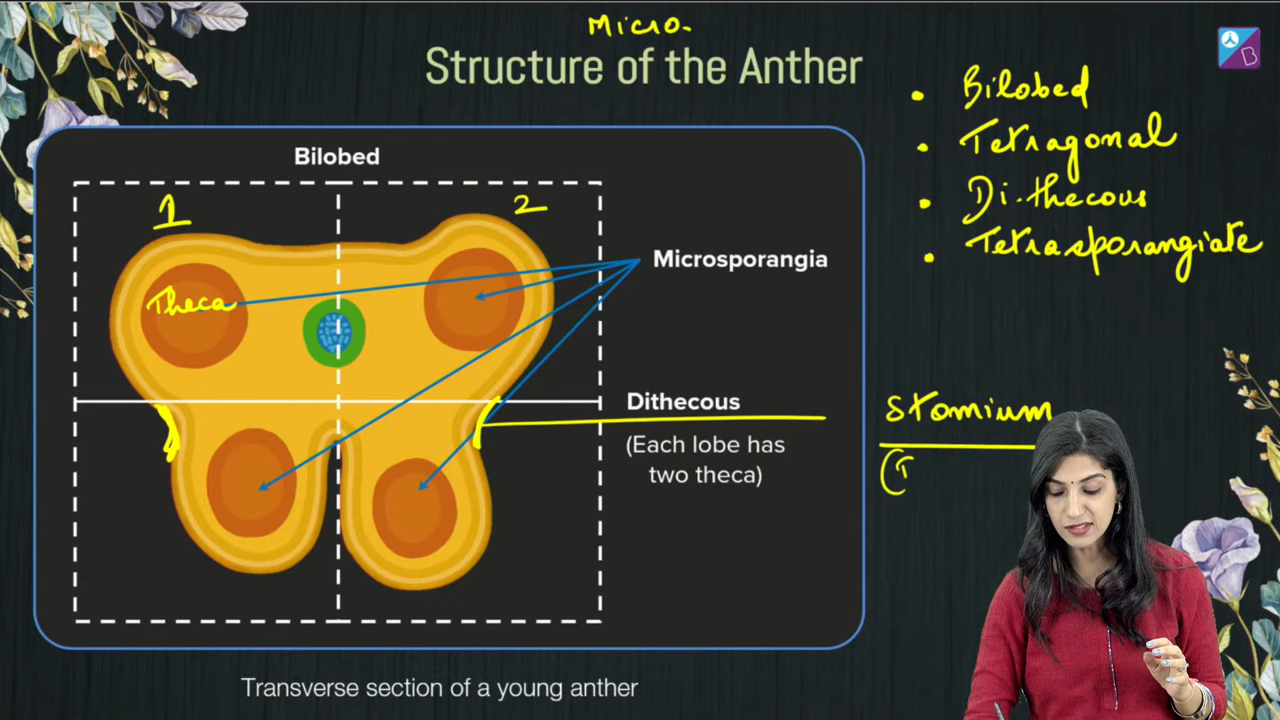 Micro.
Structure of the Anther
B
• Bilobed
• Tetragonal
• Di.thecous
• Tetrasporangiate
Bilobed
1
2
Theca
Microsporangia
Dithecous
(Each lobe has
two theca)
Stomium
(T
Transverse section of a young anther